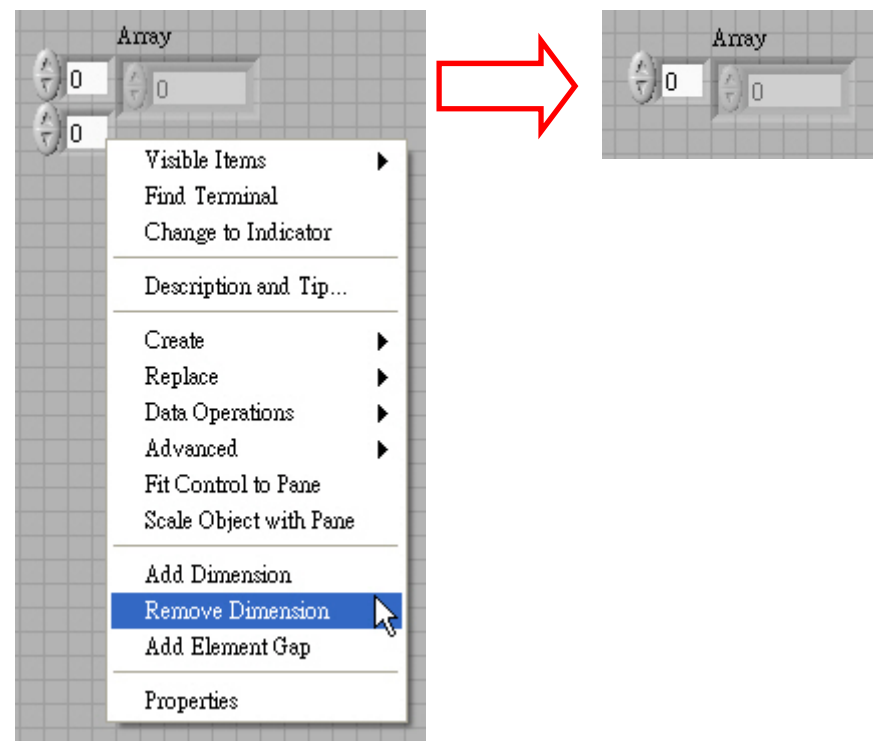 Array
0
0
0
Visible Items
Find Terminal
Change to Indicator
Description and Tip...
Create
Replace
Data Operations
Advanced
Fit Control to Pane
Scale Object with Pane
Add Dimension
Remove Dimension
Add Element Gap
Properties
Array
0
0